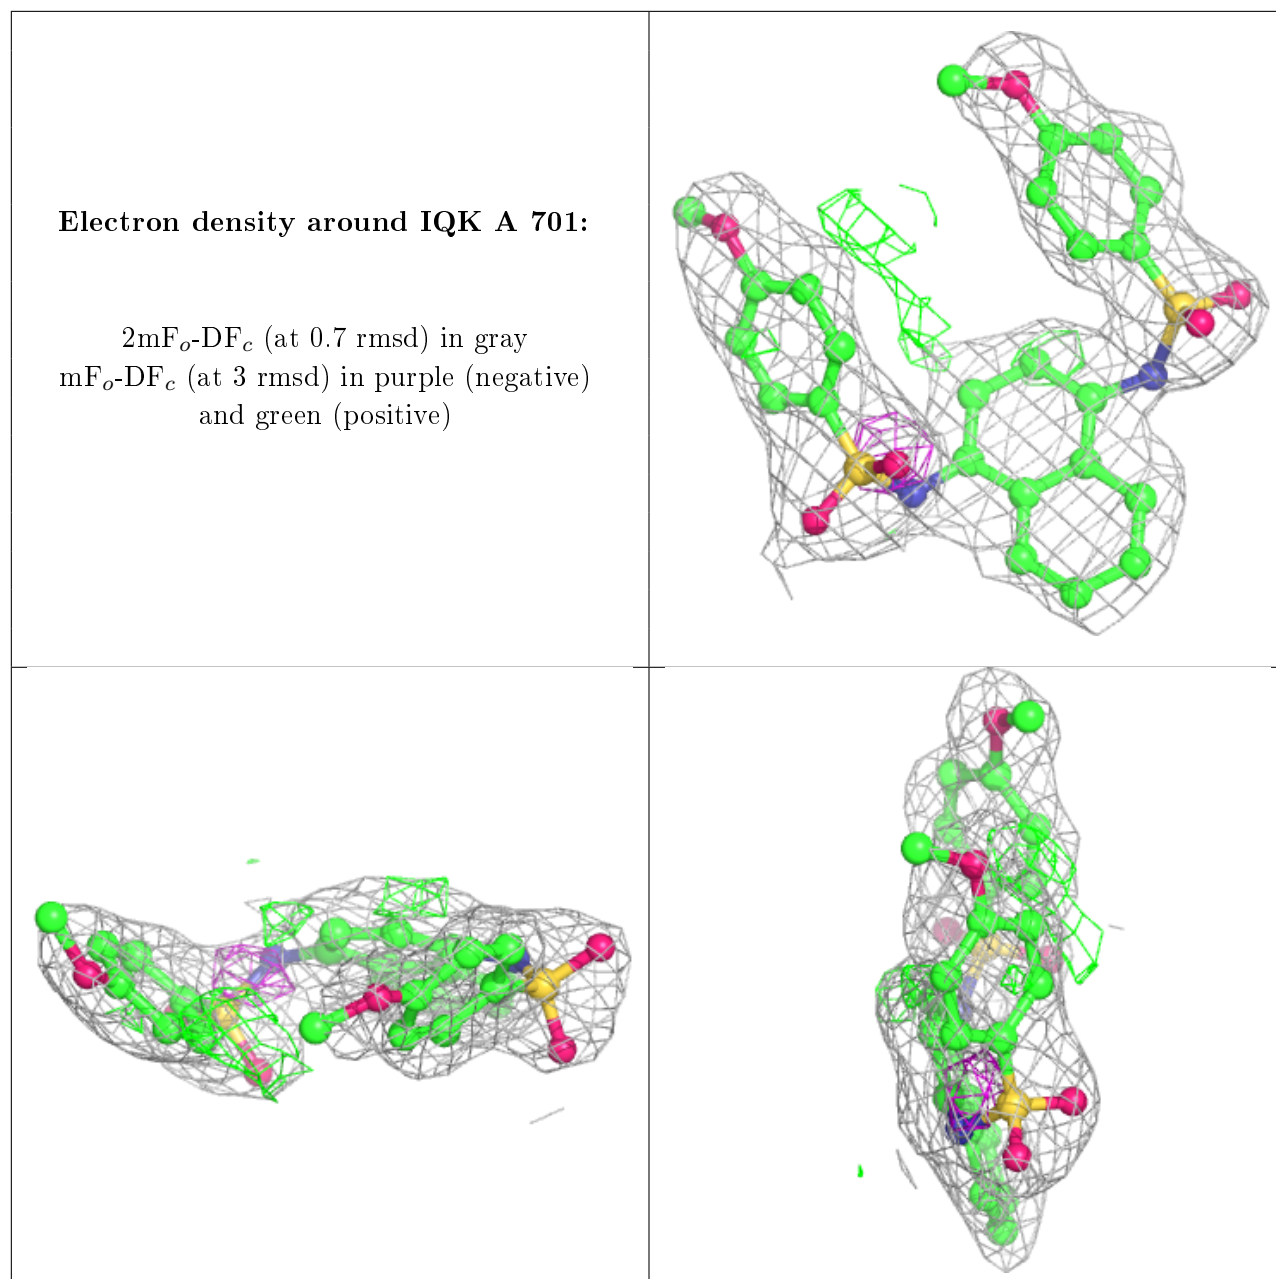 Electron density around IQK A 701:
2mFo-DFc (at 0.7 rmsd) in gray
mFo-DFc (at 3 rmsd) in purple (negative)
and green (positive)